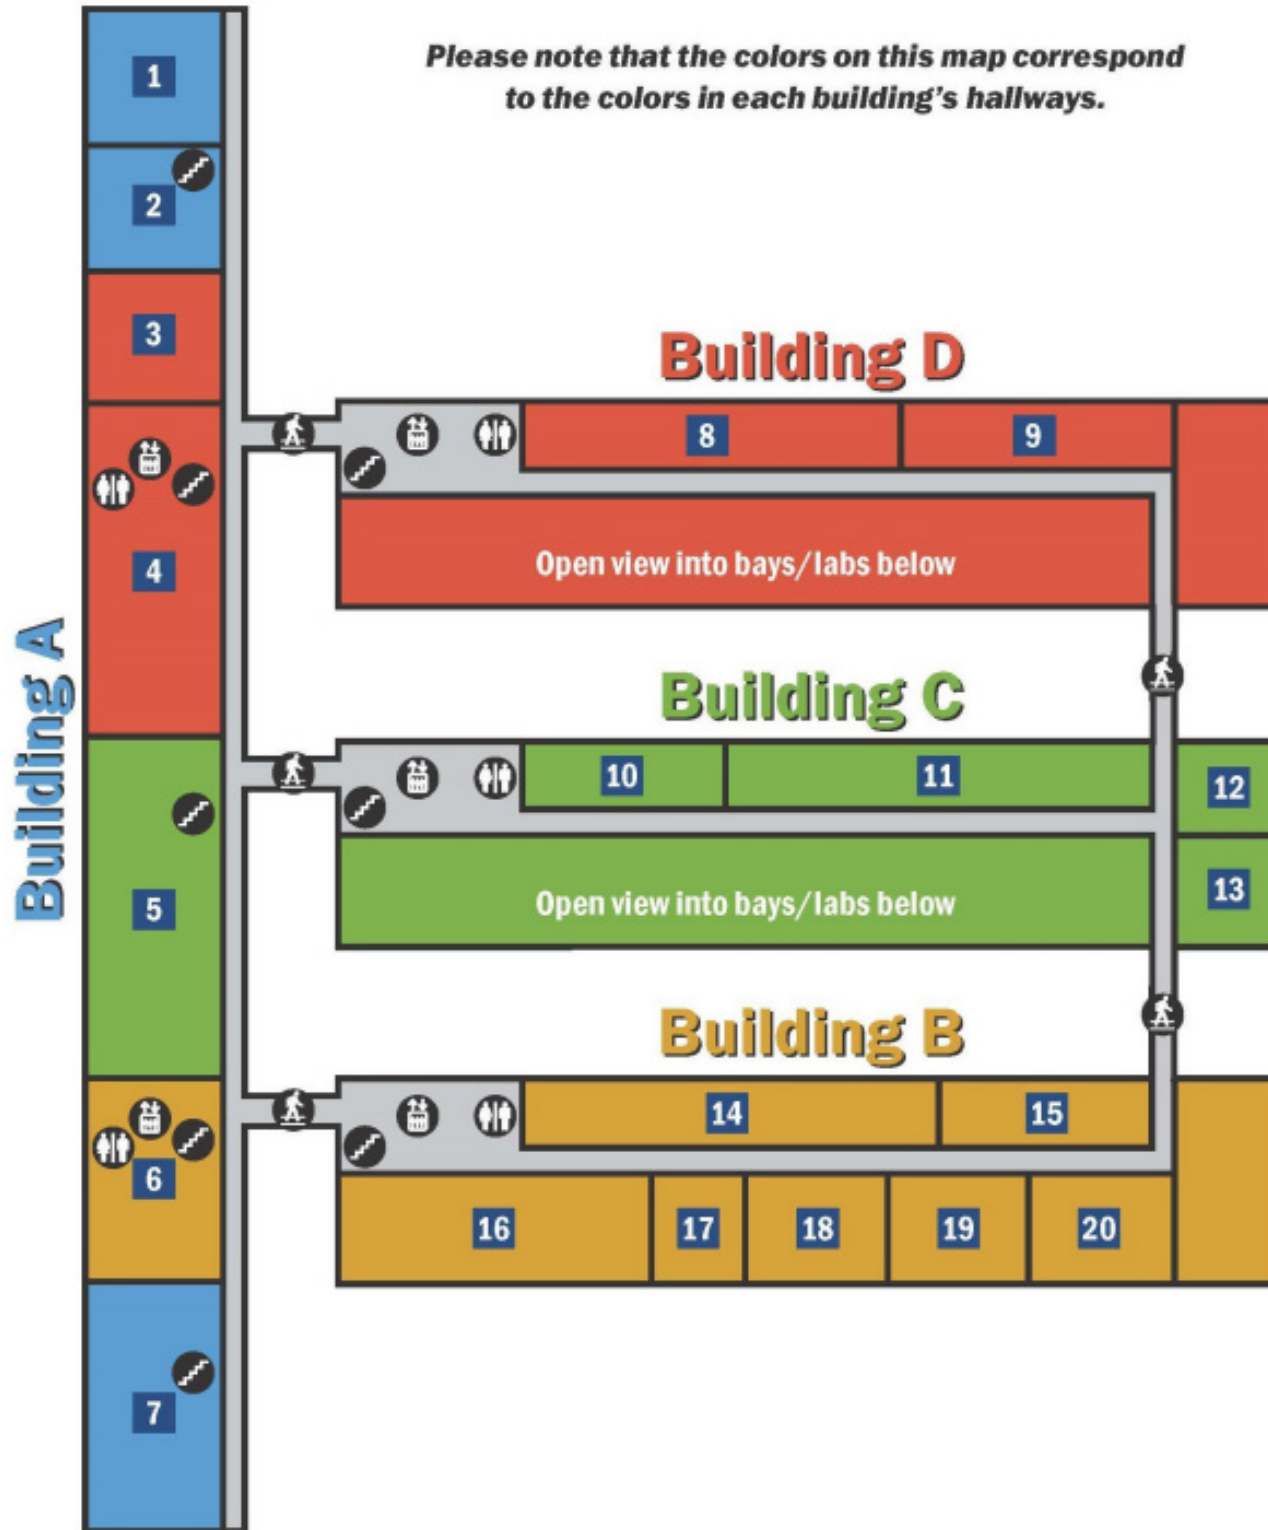 Please note that the colors on this map correspond
to the colors in each building's hallways.
Building A
1
2
3
4
5
6
7
Building D
8
9
Open view into bays/labs below
Building C
10
11
12
Open view into bays/labs below
13
Building B
14
15
16
17
18
19
20